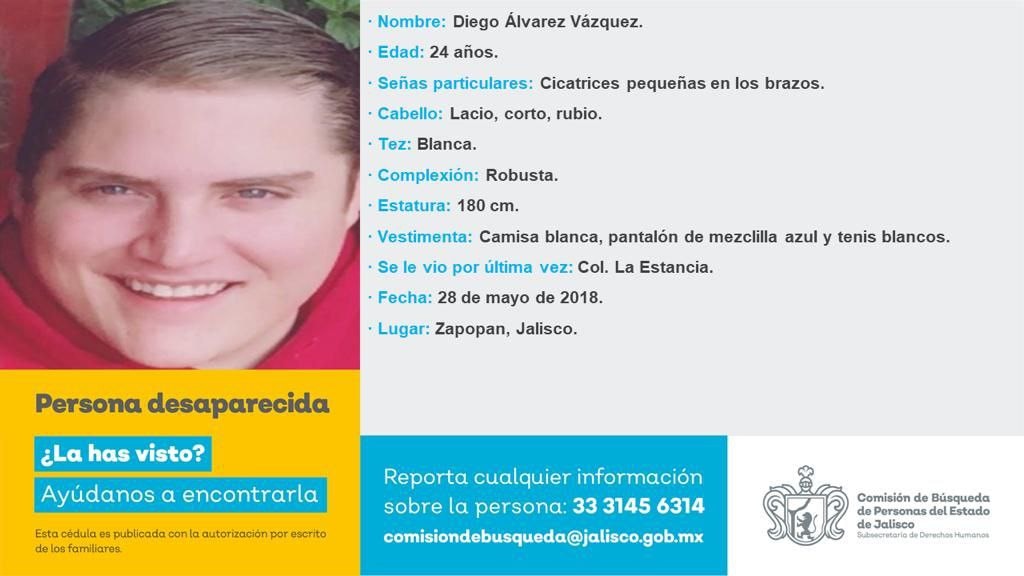 · Nombre: Diego Álvarez Vázquez.
· Edad: 24 años.
· Señas particulares: Cicatrices pequeñas en los brazos.
· Cabello: Lacio, corto, rubio.
· Tez: Blanca.
· Complexión: Robusta.
· Estatura: 180 cm.
· Vestimenta: Camisa blanca, pantalón de mezclilla azul y tenis blancos.
· Se le vio por última vez: Col. La Estancia.
· Fecha: 28 de mayo de 2018.
· Lugar: Zapopan, Jalisco.
Persona desaparecida
¿La has visto?
Ayúdanos a encontrarla
Esta cédula es publicada con la autorización por escrito
de los familiares.
Reporta cualquier información
sobre la persona: 33 3145 6314
comisiondebusqueda@jalisco.gob.mx
Comisión de Búsqueda
de Personas del Estado
de Jalisco
Subsecretaría de Derechos Humanos